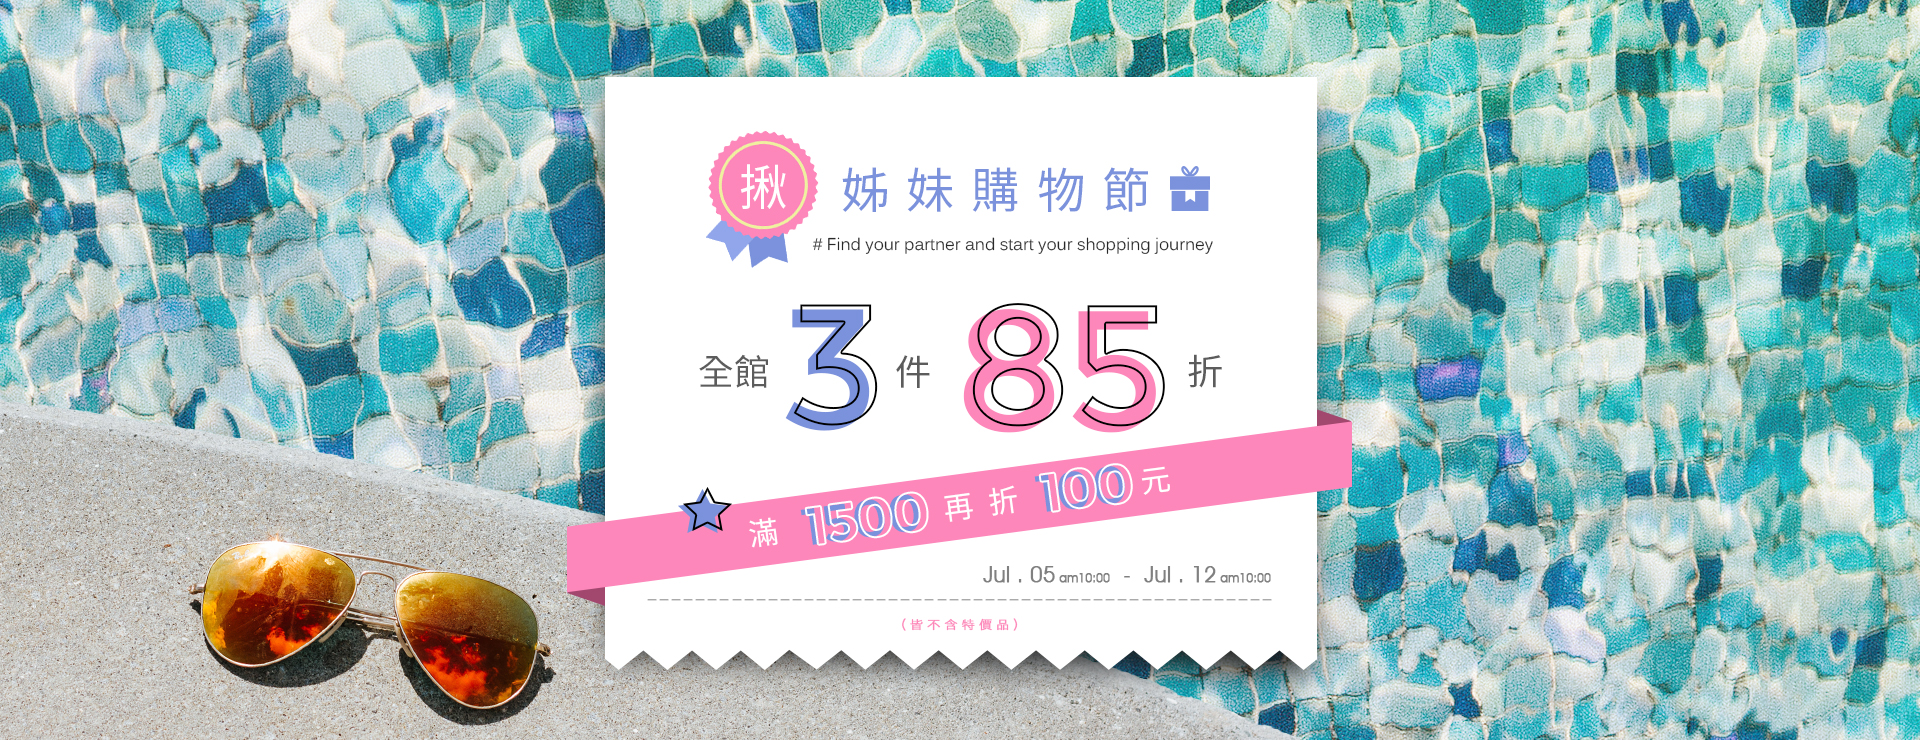 揪 姊妹購物節
# Find your partner and start your shopping journey
全館 3 件 85 折
滿 1500 再折 100 元
Jul . 05 am10:00 - Jul . 12 am10:00
(皆不含特價品)